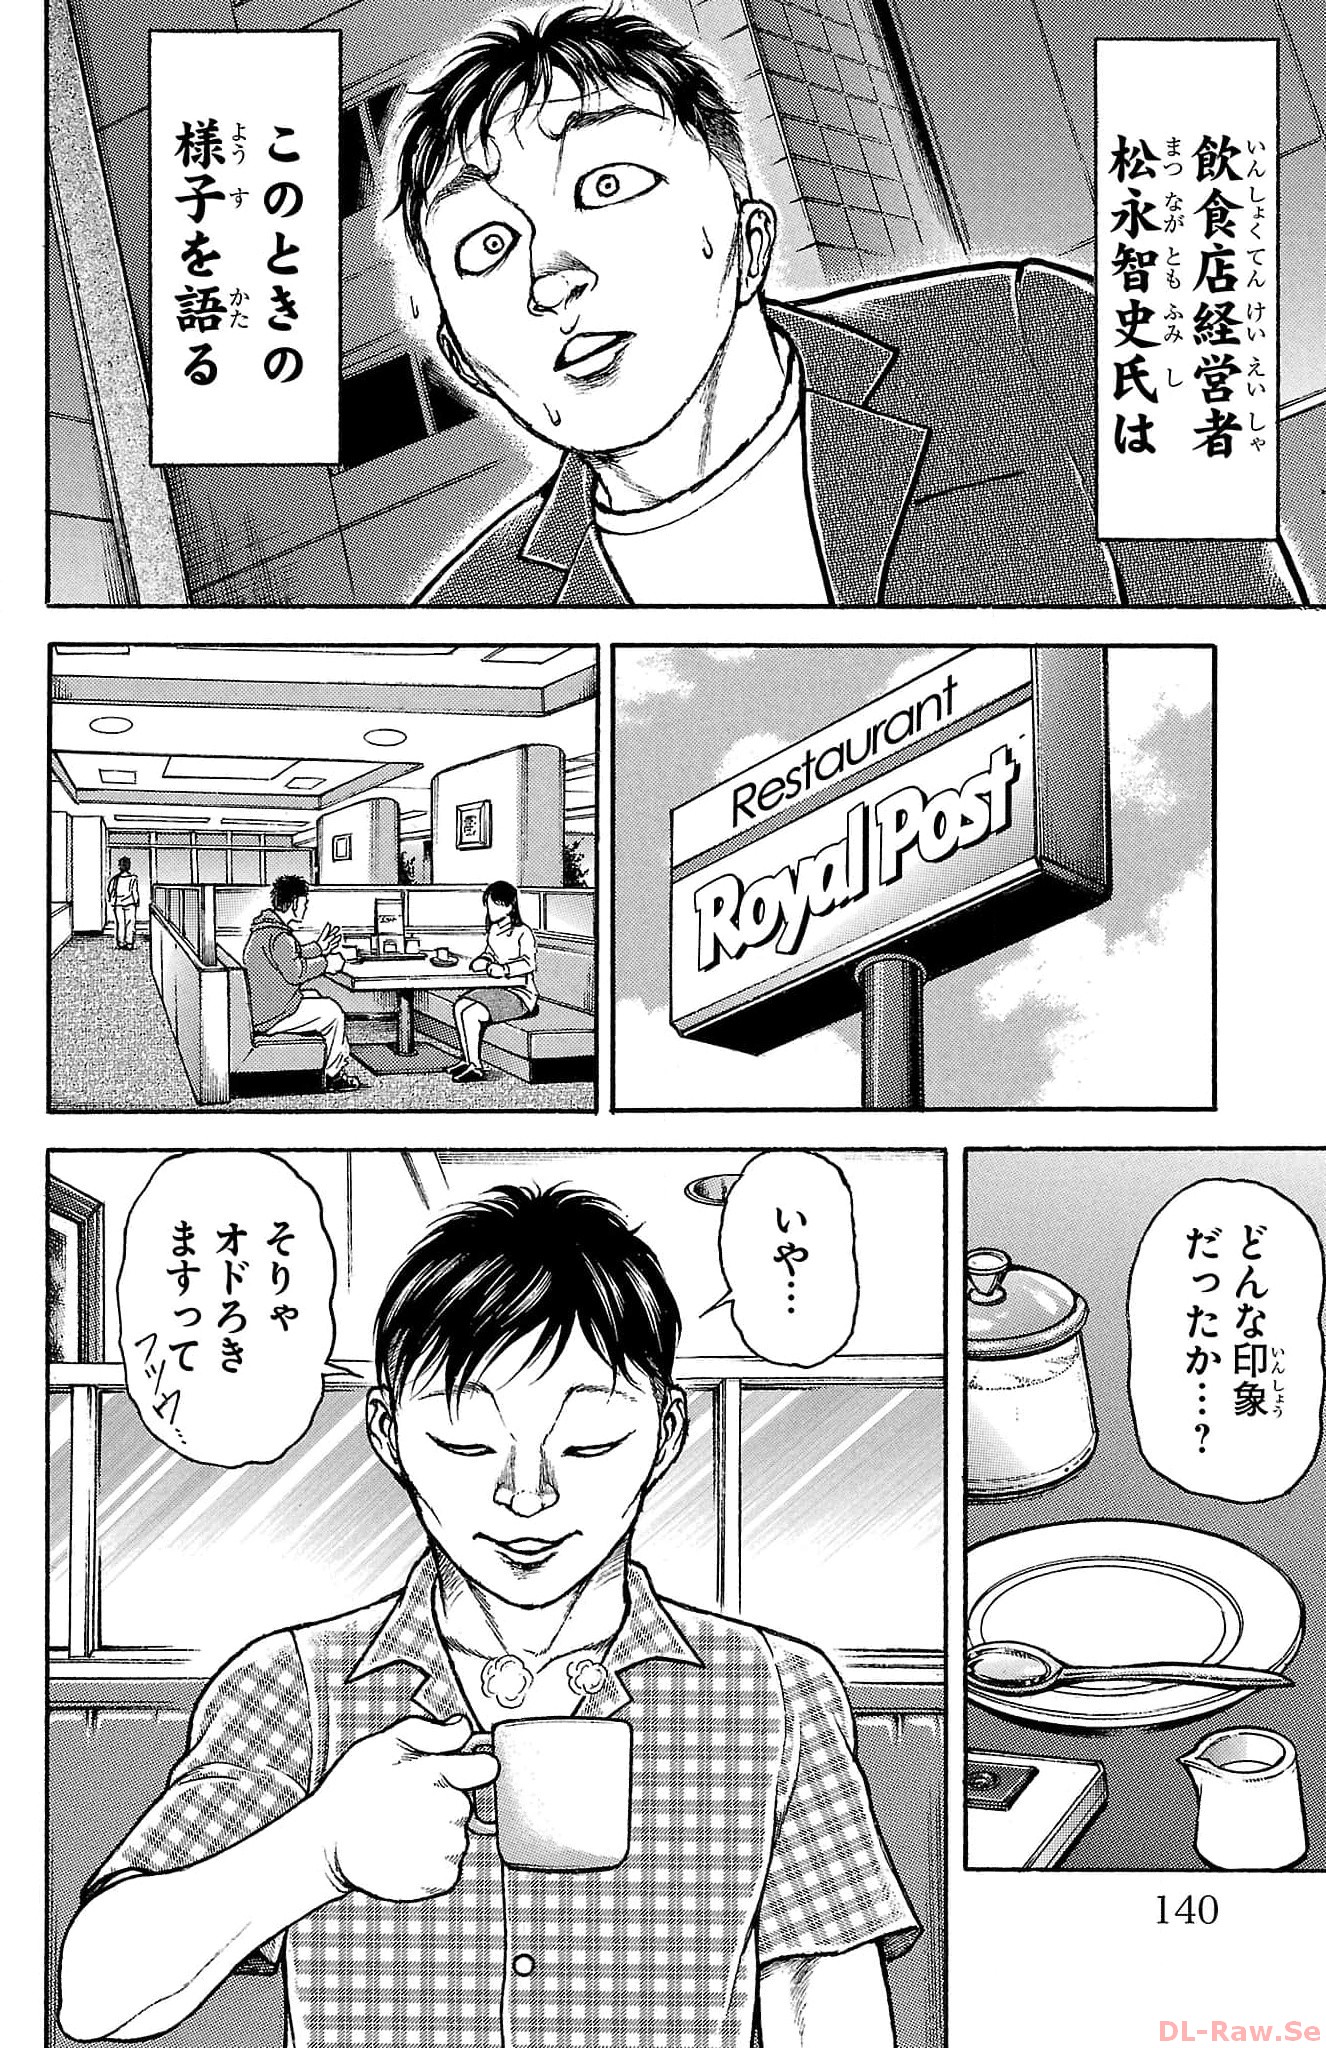 飲食店経営者
松永智史氏は
このときの
様子を語る
Restaurant
Royal Post
どんな印象
だったか…?
いや…
そりゃ
オドろき
ますって
フッウ…
140
DL-Raw.Se